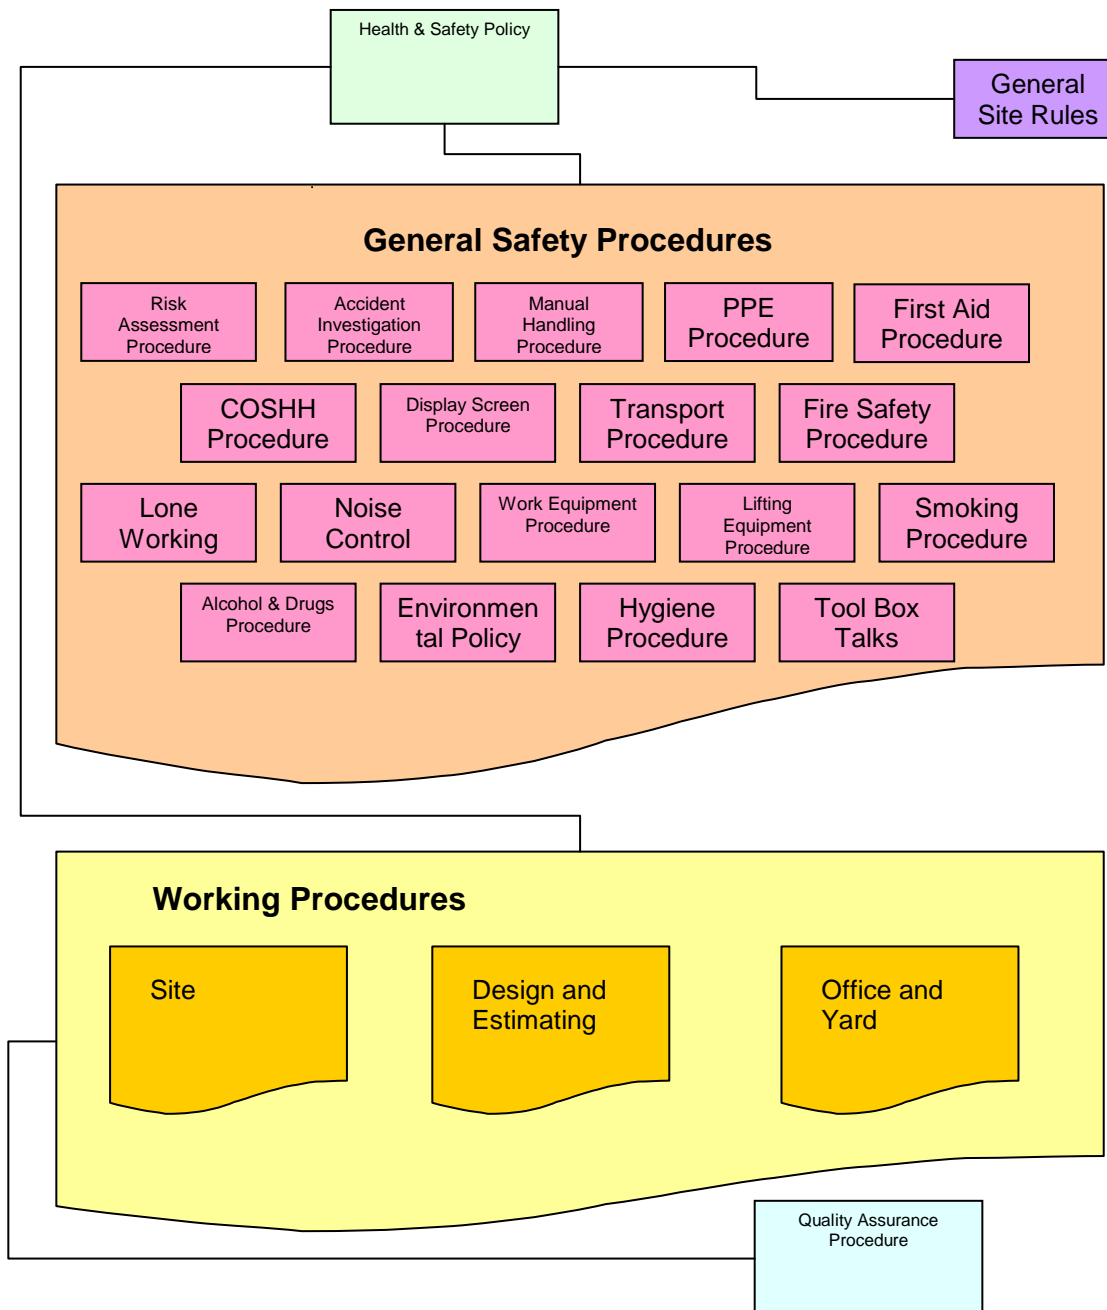 Health & Safety Policy
General
Site Rules
General Safety Procedures
Risk
Assessment
Procedure
Accident
Investigation
Procedure
Manual
Handling
Procedure
PPE
Procedure
First Aid
Procedure
COSHH
Procedure
Display Screen
Procedure
Transport
Procedure
Fire Safety
Procedure
Lone
Working
Noise
Control
Work Equipment
Procedure
Lifting
Equipment
Procedure
Smoking
Procedure
Alcohol & Drugs
Procedure
Environmen
tal Policy
Hygiene
Procedure
Tool Box
Talks
Working Procedures
Site
Design and
Estimating
Office and
Yard
Quality Assurance
Procedure